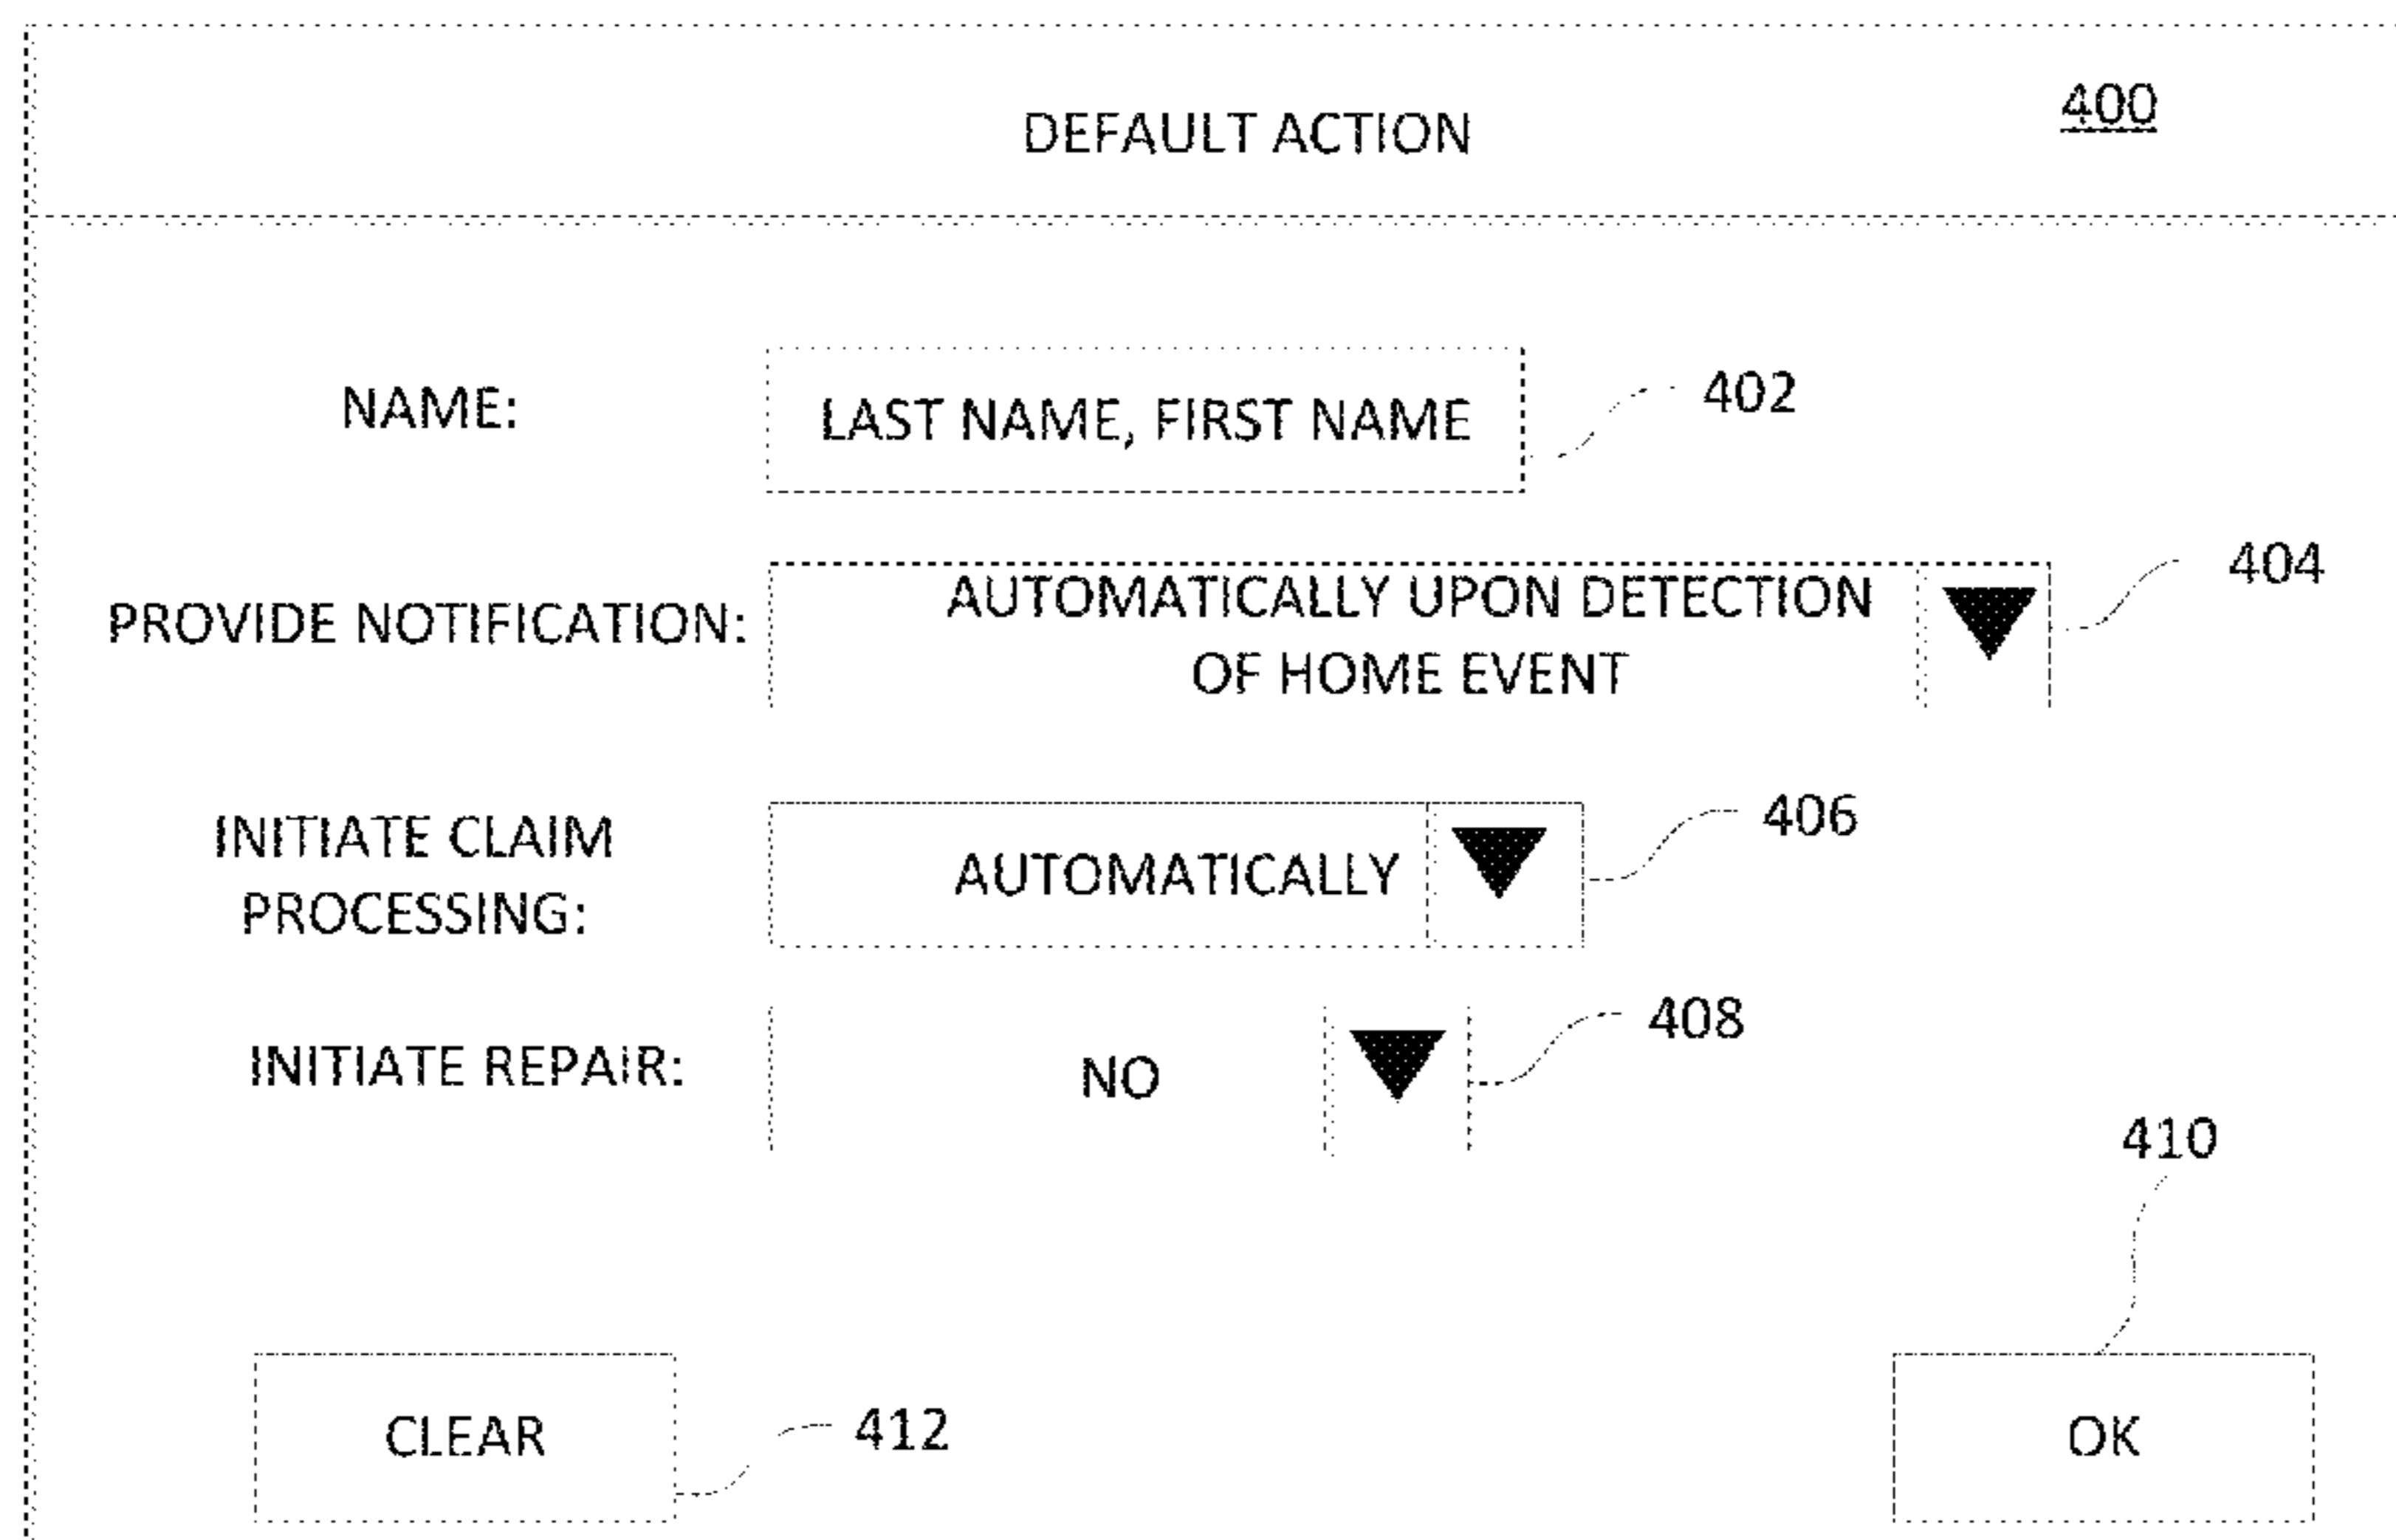 400
DEFAULT ACTION
NAME:
LAST NAME, FIRST NAME
402
PROVIDE NOTIFICATION:
AUTOMATICALLY UPON DETECTION
OF HOME EVENT
404
INITIATE CLAIM
PROCESSING:
AUTOMATICALLY
406
INITIATE REPAIR:
NO
408
410
CLEAR
412
OK